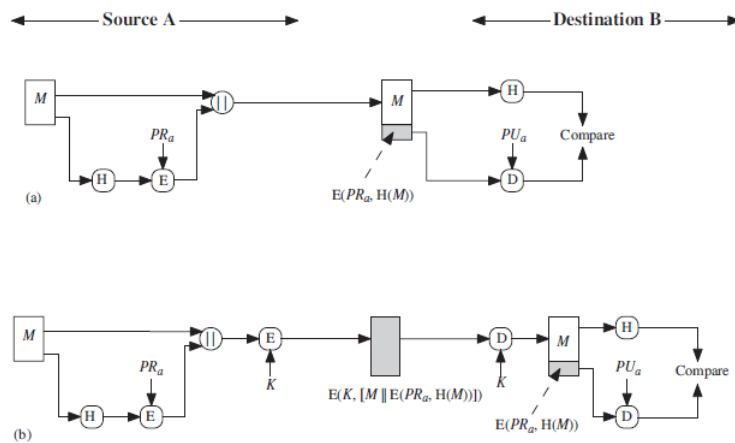 Source A
Destination B
M
||
M
H
PRa
PUa
Compare
H
E
D
(a)
E(PRa, H(M))
M
||
E
D
M
H
PRa
K
K
PUa
Compare
E(K, [M || E(PRa, H(M))])
H
E
D
E(PRa, H(M))
(b)